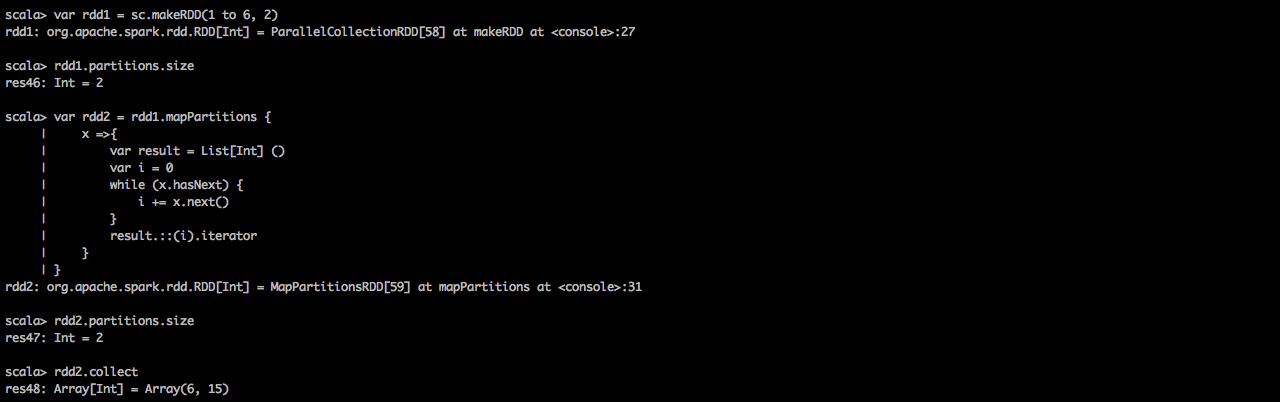 scala> var rdd1 = sc.makeRDD(1 to 6, 2)
rdd1: org.apache.spark.rdd.RDD[Int] = ParallelCollectionRDD[58] at makeRDD at <console>:27

scala> rdd1.partitions.size
res46: Int = 2

scala> var rdd2 = rdd1.mapPartitions {
     |     x =>{
     |         var result = List[Int] ()
     |         var i = 0
     |         while (x.hasNext) {
     |             i += x.next()
     |         }
     |         result.::(i).iterator
     |     }
     | }
rdd2: org.apache.spark.rdd.RDD[Int] = MapPartitionsRDD[59] at mapPartitions at <console>:31

scala> rdd2.partitions.size
res47: Int = 2

scala> rdd2.collect
res48: Array[Int] = Array(6, 15)